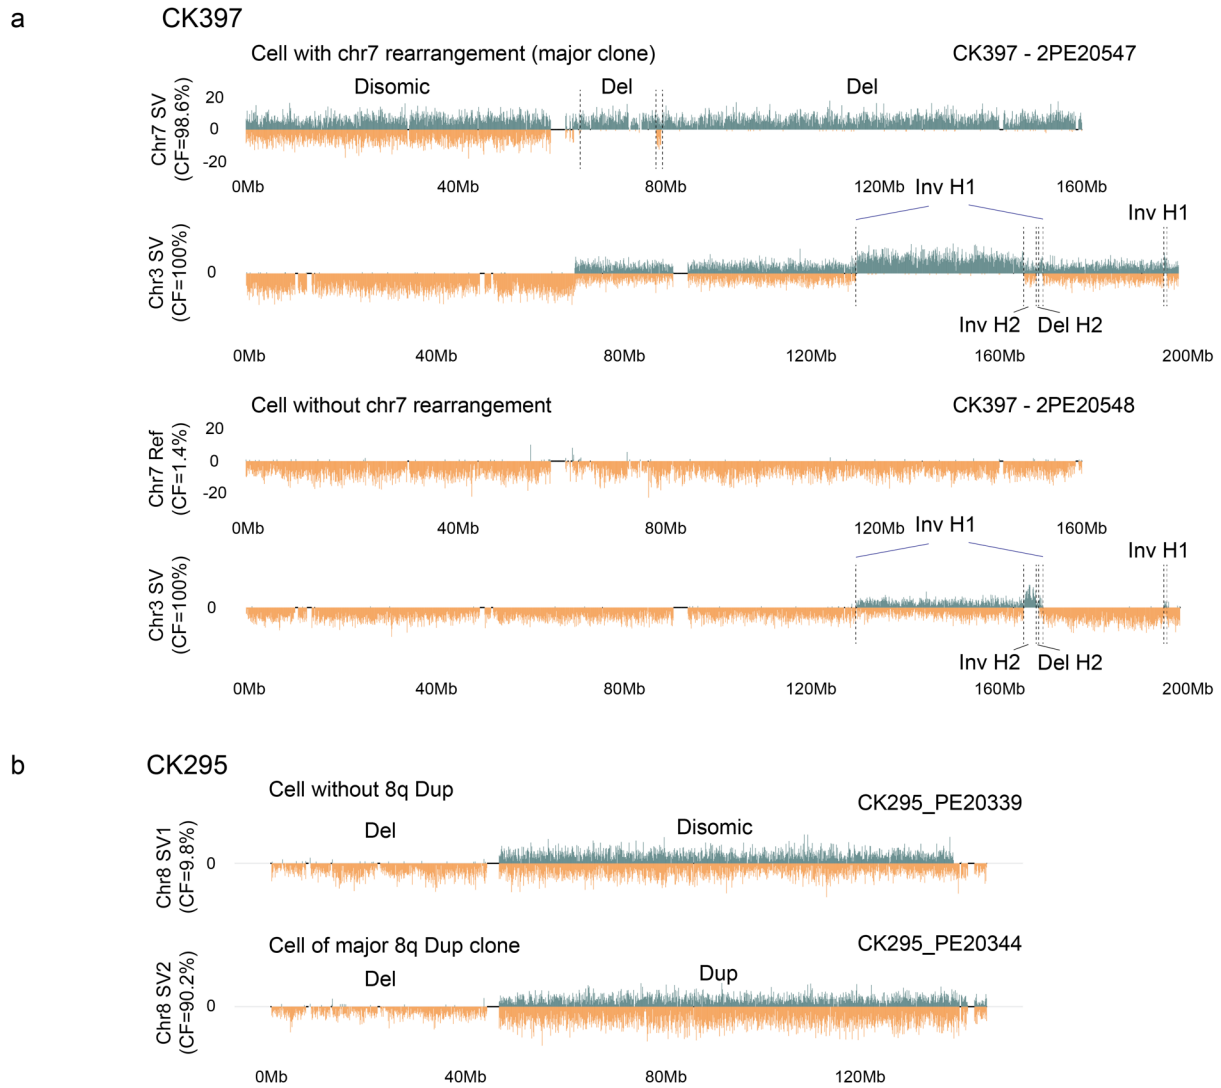 a
CK397
Cell with chr7 rearrangement (major clone)
CK397 - 2PE20547
Disomic
Del
Del
Chr7 SV
(CF=98.6%)
20
0
-20
0Mb
40Mb
80Mb
120Mb
160Mb
Inv H1
Inv H1
Chr3 SV
(CF=100%)
0
Inv H2
Del H2
0Mb
40Mb
80Mb
120Mb
160Mb
200Mb
Cell without chr7 rearrangement
CK397 - 2PE20548
Chr7 Ref
(CF=1.4%)
20
0
-20
0Mb
40Mb
80Mb
120Mb
160Mb
Inv H1
Inv H1
Chr3 SV
(CF=100%)
0
Inv H2
Del H2
0Mb
40Mb
80Mb
120Mb
160Mb
200Mb
b
CK295
Cell without 8q Dup
CK295_PE20339
Del
Disomic
Chr8 SV1
(CF=9.8%)
0
Cell of major 8q Dup clone
CK295_PE20344
Del
Dup
Chr8 SV2
(CF=90.2%)
0
0Mb
40Mb
80Mb
120Mb